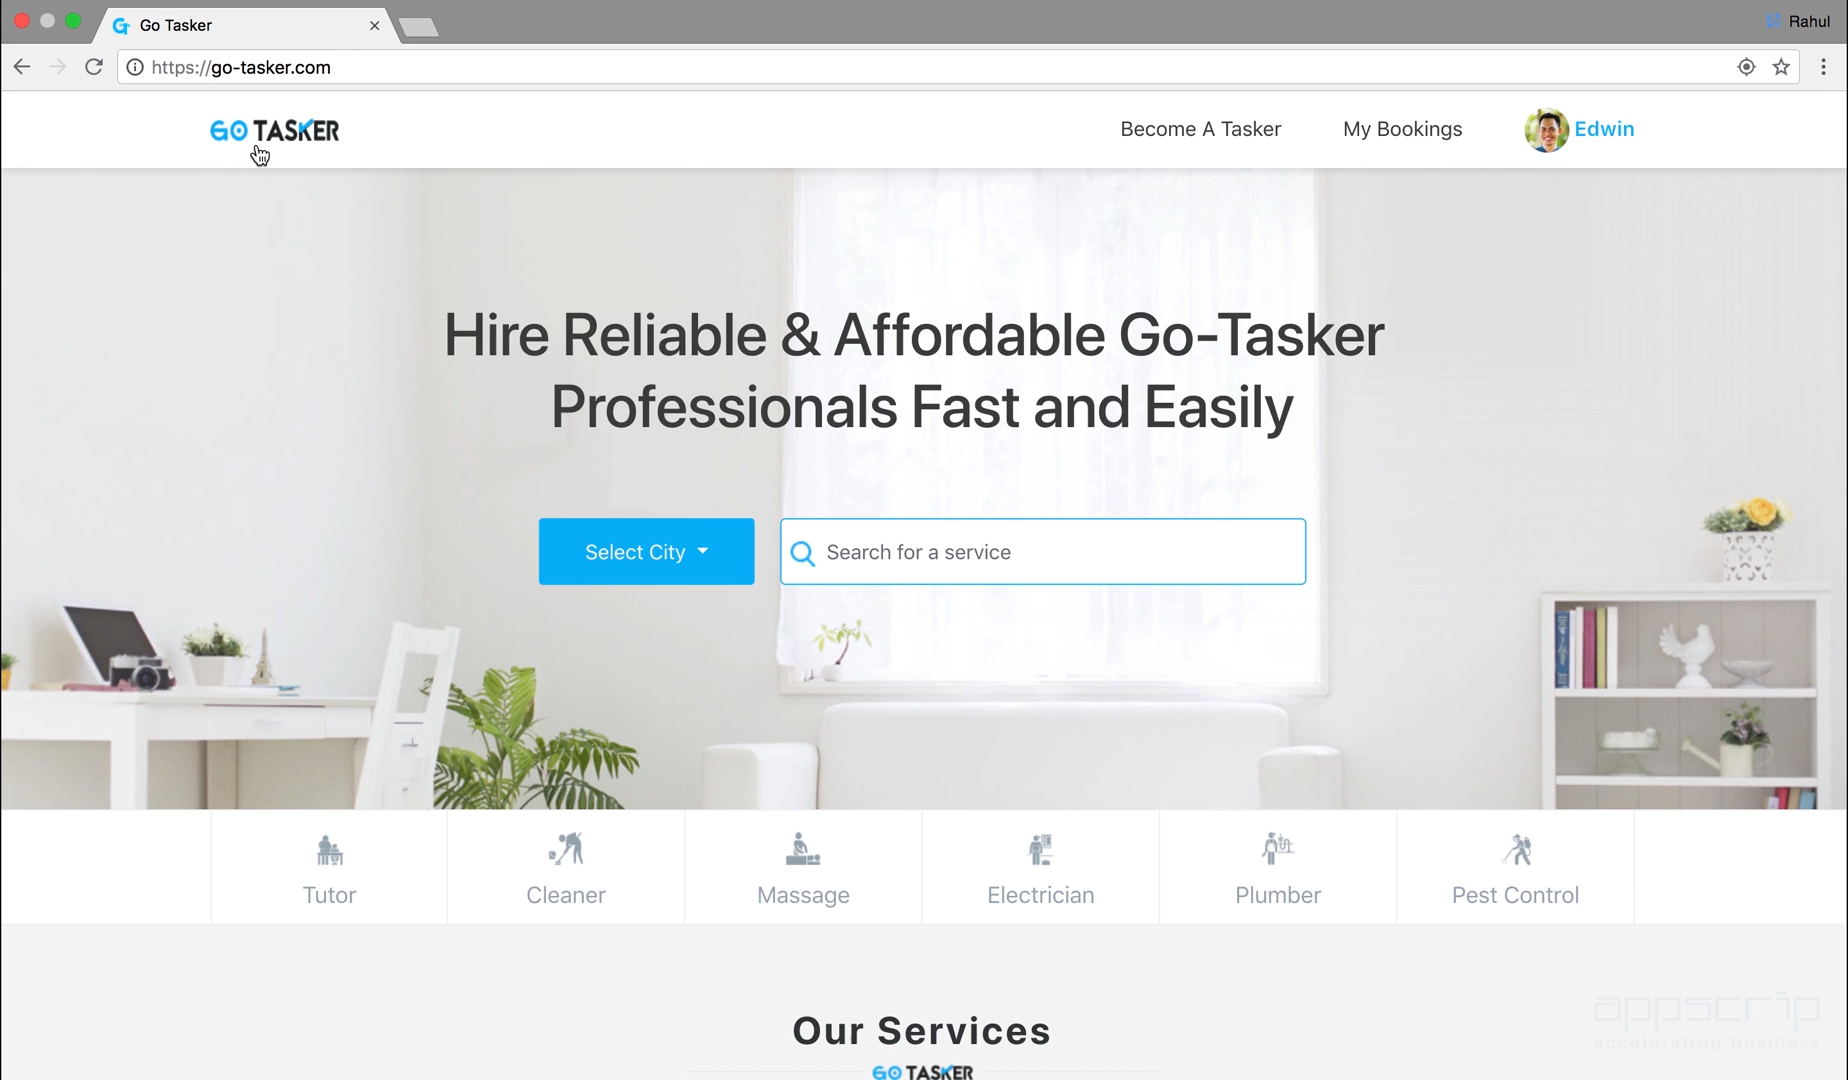 Go Tasker
Rahul
https://go-tasker.com
GO TASKER
Become A Tasker
My Bookings
Edwin
Hire Reliable & Affordable Go-Tasker
Professionals Fast and Easily
Select City
Search for a service
Tutor
Cleaner
Massage
Electrician
Plumber
Pest Control
Our Services
GO TASKER
appscrip
accelerating business